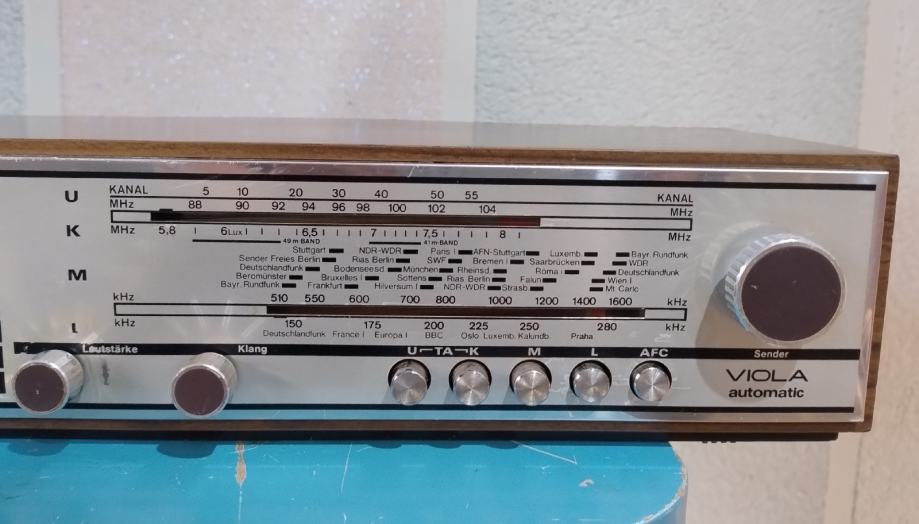 U
KANAL 5 10 20 30 40 50 55 KANAL
MHz 88 90 92 94 96 98 100 102 104 MHz
K
MHz 5,8 6 Lux 6,5 7 7,5 8 MHz
49m-BAND 41m-BAND
Stuttgart NDR-WDR Paris I AFN-Stuttgart Luxemb. Bayr. Rundfunk
Sender Freies Berlin Rias Berlin SWF Bremen I Saarbrücken WDR
M
Deutschlandfunk Bodenseesd. München Rheinsd. Roma I Deutschlandfunk
Beromünster Bruxelles I Sottens Rias Berlin Falun Wien I
Bayr. Rundfunk Frankfurt Hilversum I NDR-WDR Strasb. Mt Carlo
kHz 510 550 600 700 800 1000 1200 1400 1600 kHz
L
kHz 150 175 200 225 250 280 kHz
Deutschlandfunk France I Europa I BBC Oslo Luxemb. Kalundb. Praha
Lautstärke Klang U TA K M L AFC Sender
VIOLA
automatic